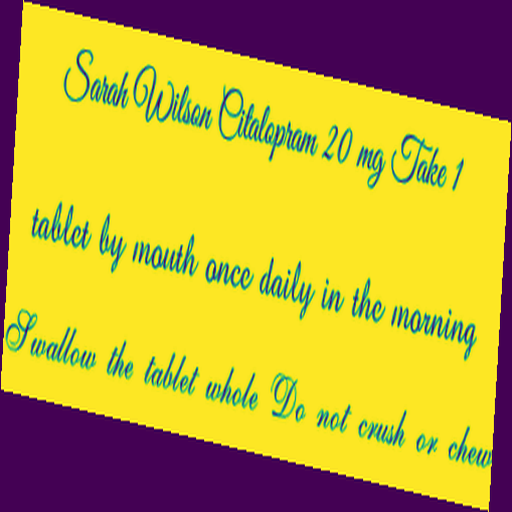 Sarah Wilson Citalopram 20 mg Take 1
tablet by mouth once daily in the morning
Swallow the tablet whole Do not crush or chew